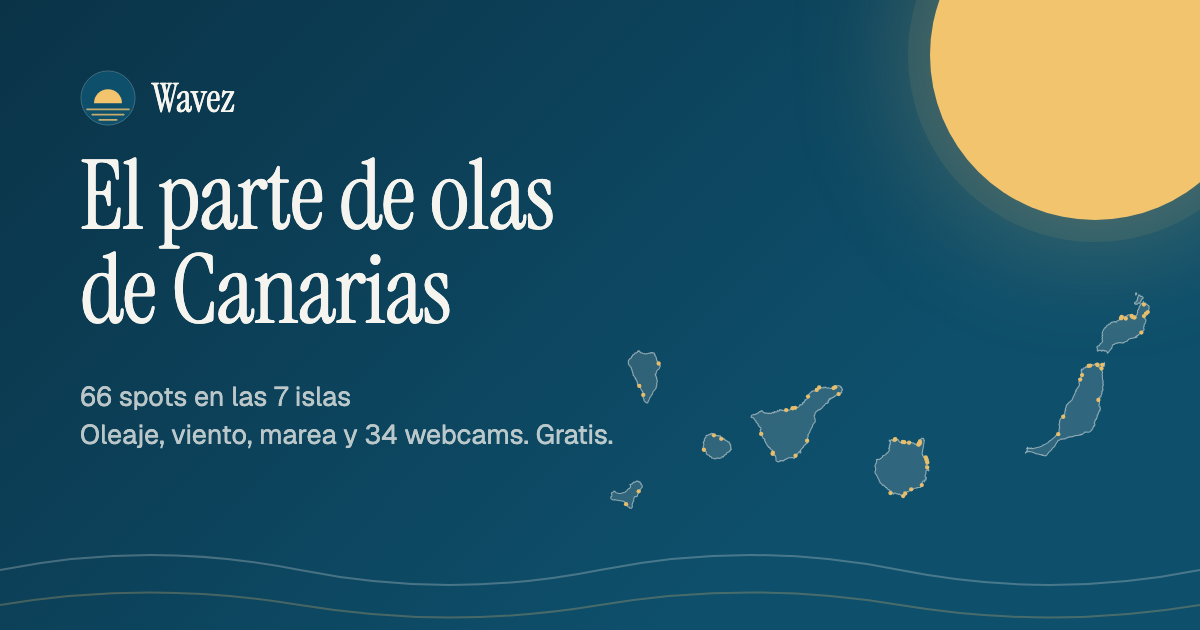 Wavez
El parte de olas
de Canarias
66 spots en las 7 islas
Oleaje, viento, marea y 34 webcams. Gratis.